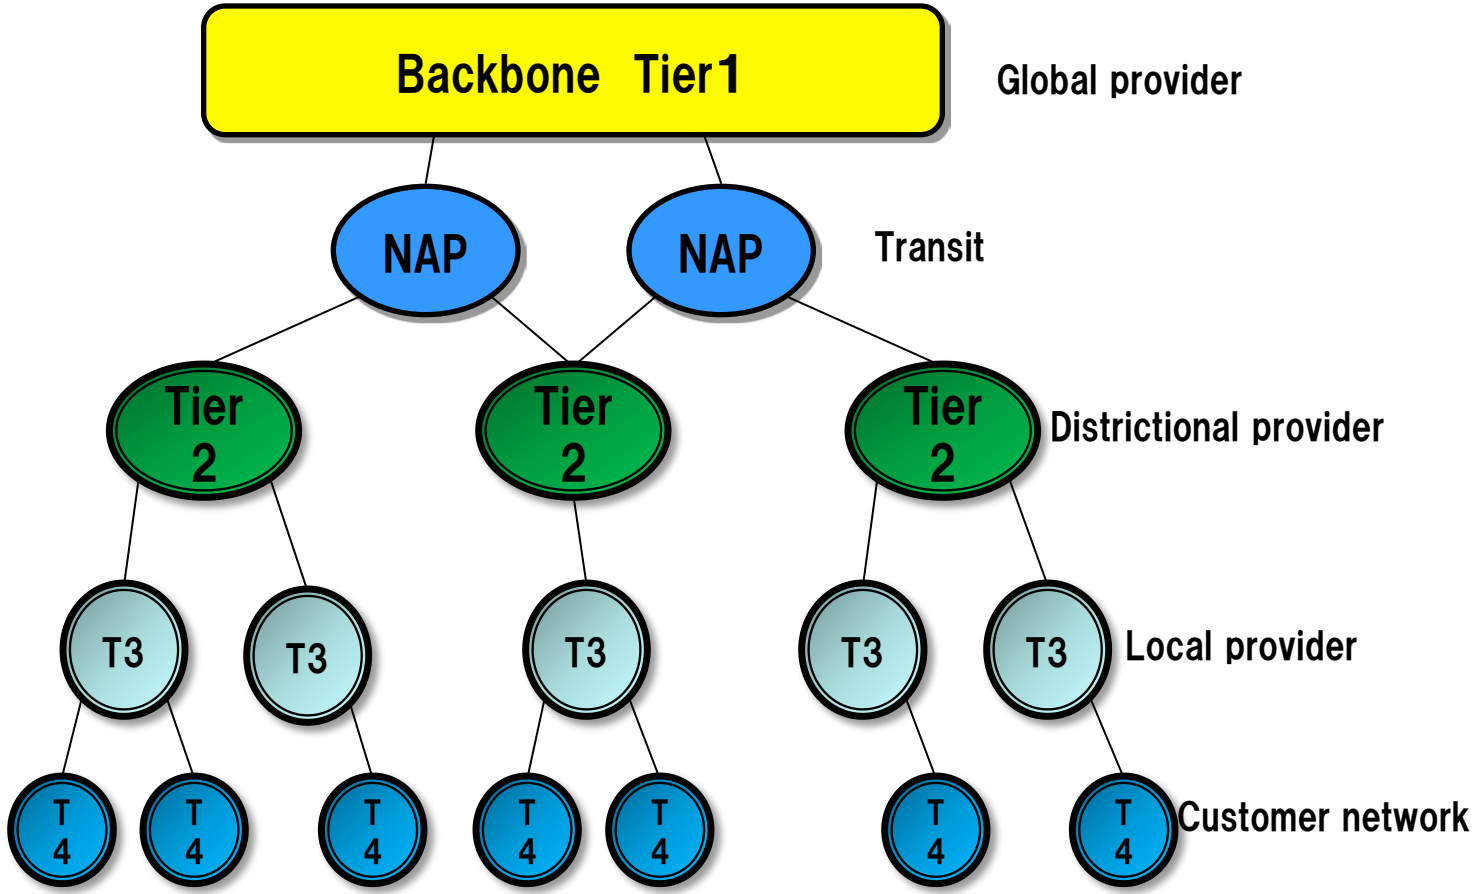 Backbone Tier1
Global provider
NAP
NAP
Transit
Tier
2
Tier
2
Tier
2
Districtional provider
T3
T3
T3
T3
T3
Local provider
T
4
T
4
T
4
T
4
T
4
T
4
T
4
Customer network